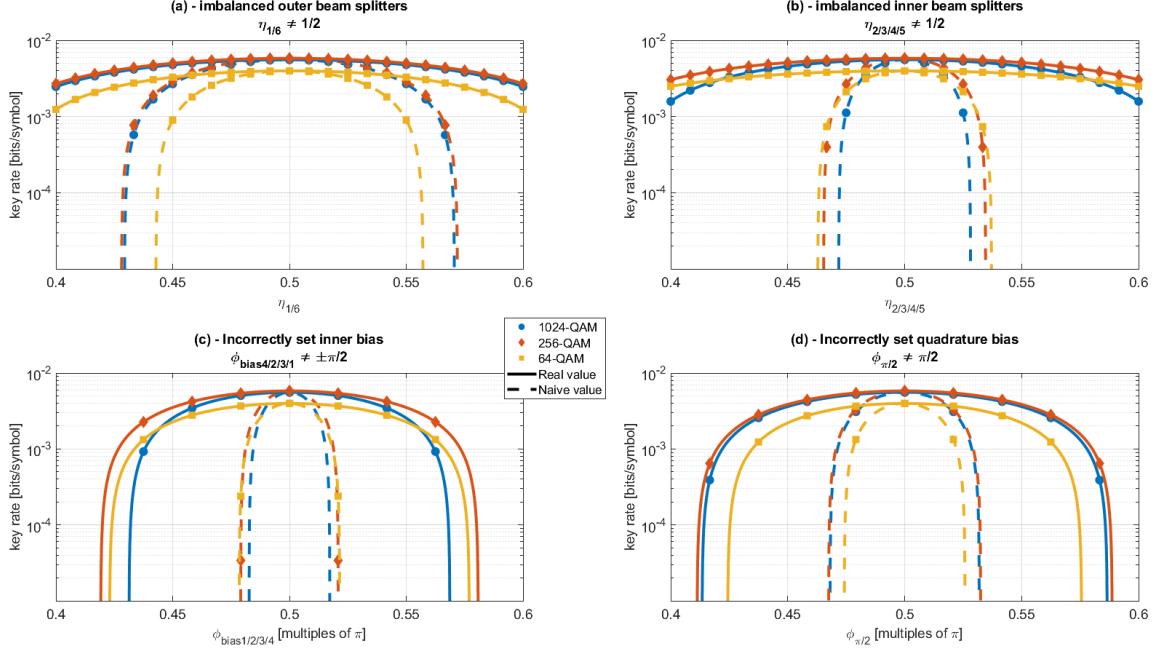 (a) - imbalanced outer beam splitters
η1/6 ≠ 1/2
key rate [bits/symbol]
10^-2
10^-3
10^-4
0.4 0.45 0.5 0.55 0.6
η1/6
(b) - imbalanced inner beam splitters
η2/3/4/5 ≠ 1/2
key rate [bits/symbol]
10^-2
10^-3
10^-4
0.4 0.45 0.5 0.55 0.6
η2/3/4/5
1024-QAM
256-QAM
64-QAM
Real value
Naive value
(c) - Incorrectly set inner bias
ϕbias4/2/3/1 ≠ ±π/2
key rate [bits/symbol]
10^-2
10^-3
10^-4
0.4 0.45 0.5 0.55 0.6
ϕbias1/2/3/4 [multiples of π]
(d) - Incorrectly set quadrature bias
ϕπ/2 ≠ π/2
key rate [bits/symbol]
10^-2
10^-3
10^-4
0.4 0.45 0.5 0.55 0.6
ϕπ/2 [multiples of π]